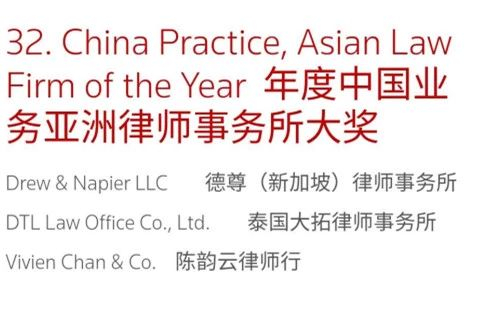 32. China Practice, Asian Law
Firm of the Year 年度中国业
务亚洲律师事务所大奖
Drew & Napier LLC 德尊（新加坡）律师事务所
DTL Law Office Co., Ltd. 泰国大拓律师事务所
Vivien Chan & Co. 陈韵云律师行